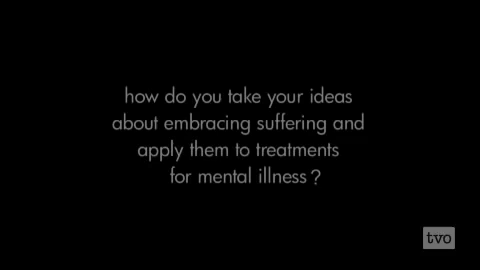 how do you take your ideas
about embracing suffering and
apply them to treatments
for mental illness?
tvo